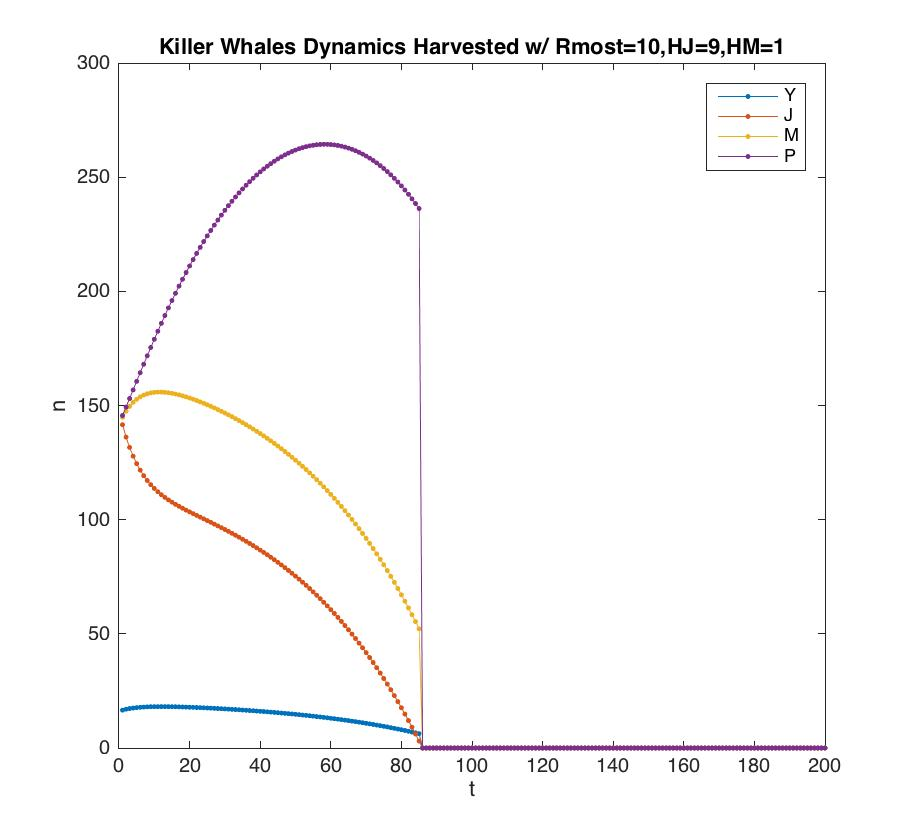 Killer Whales Dynamics Harvested w/ Rmost=10,HJ=9,HM=1
300
250
200
150
100
50
0
n
Y
J
M
P
0 20 40 60 80 100 120 140 160 180 200
t